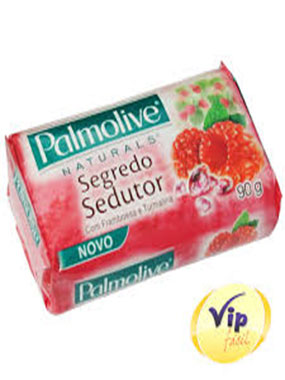 Palmolive®
NATURALS®
Segredo
Sedutor
Com Framboesa e Turmalina
90 g
NOVO
Palmolive
Vip
fácil